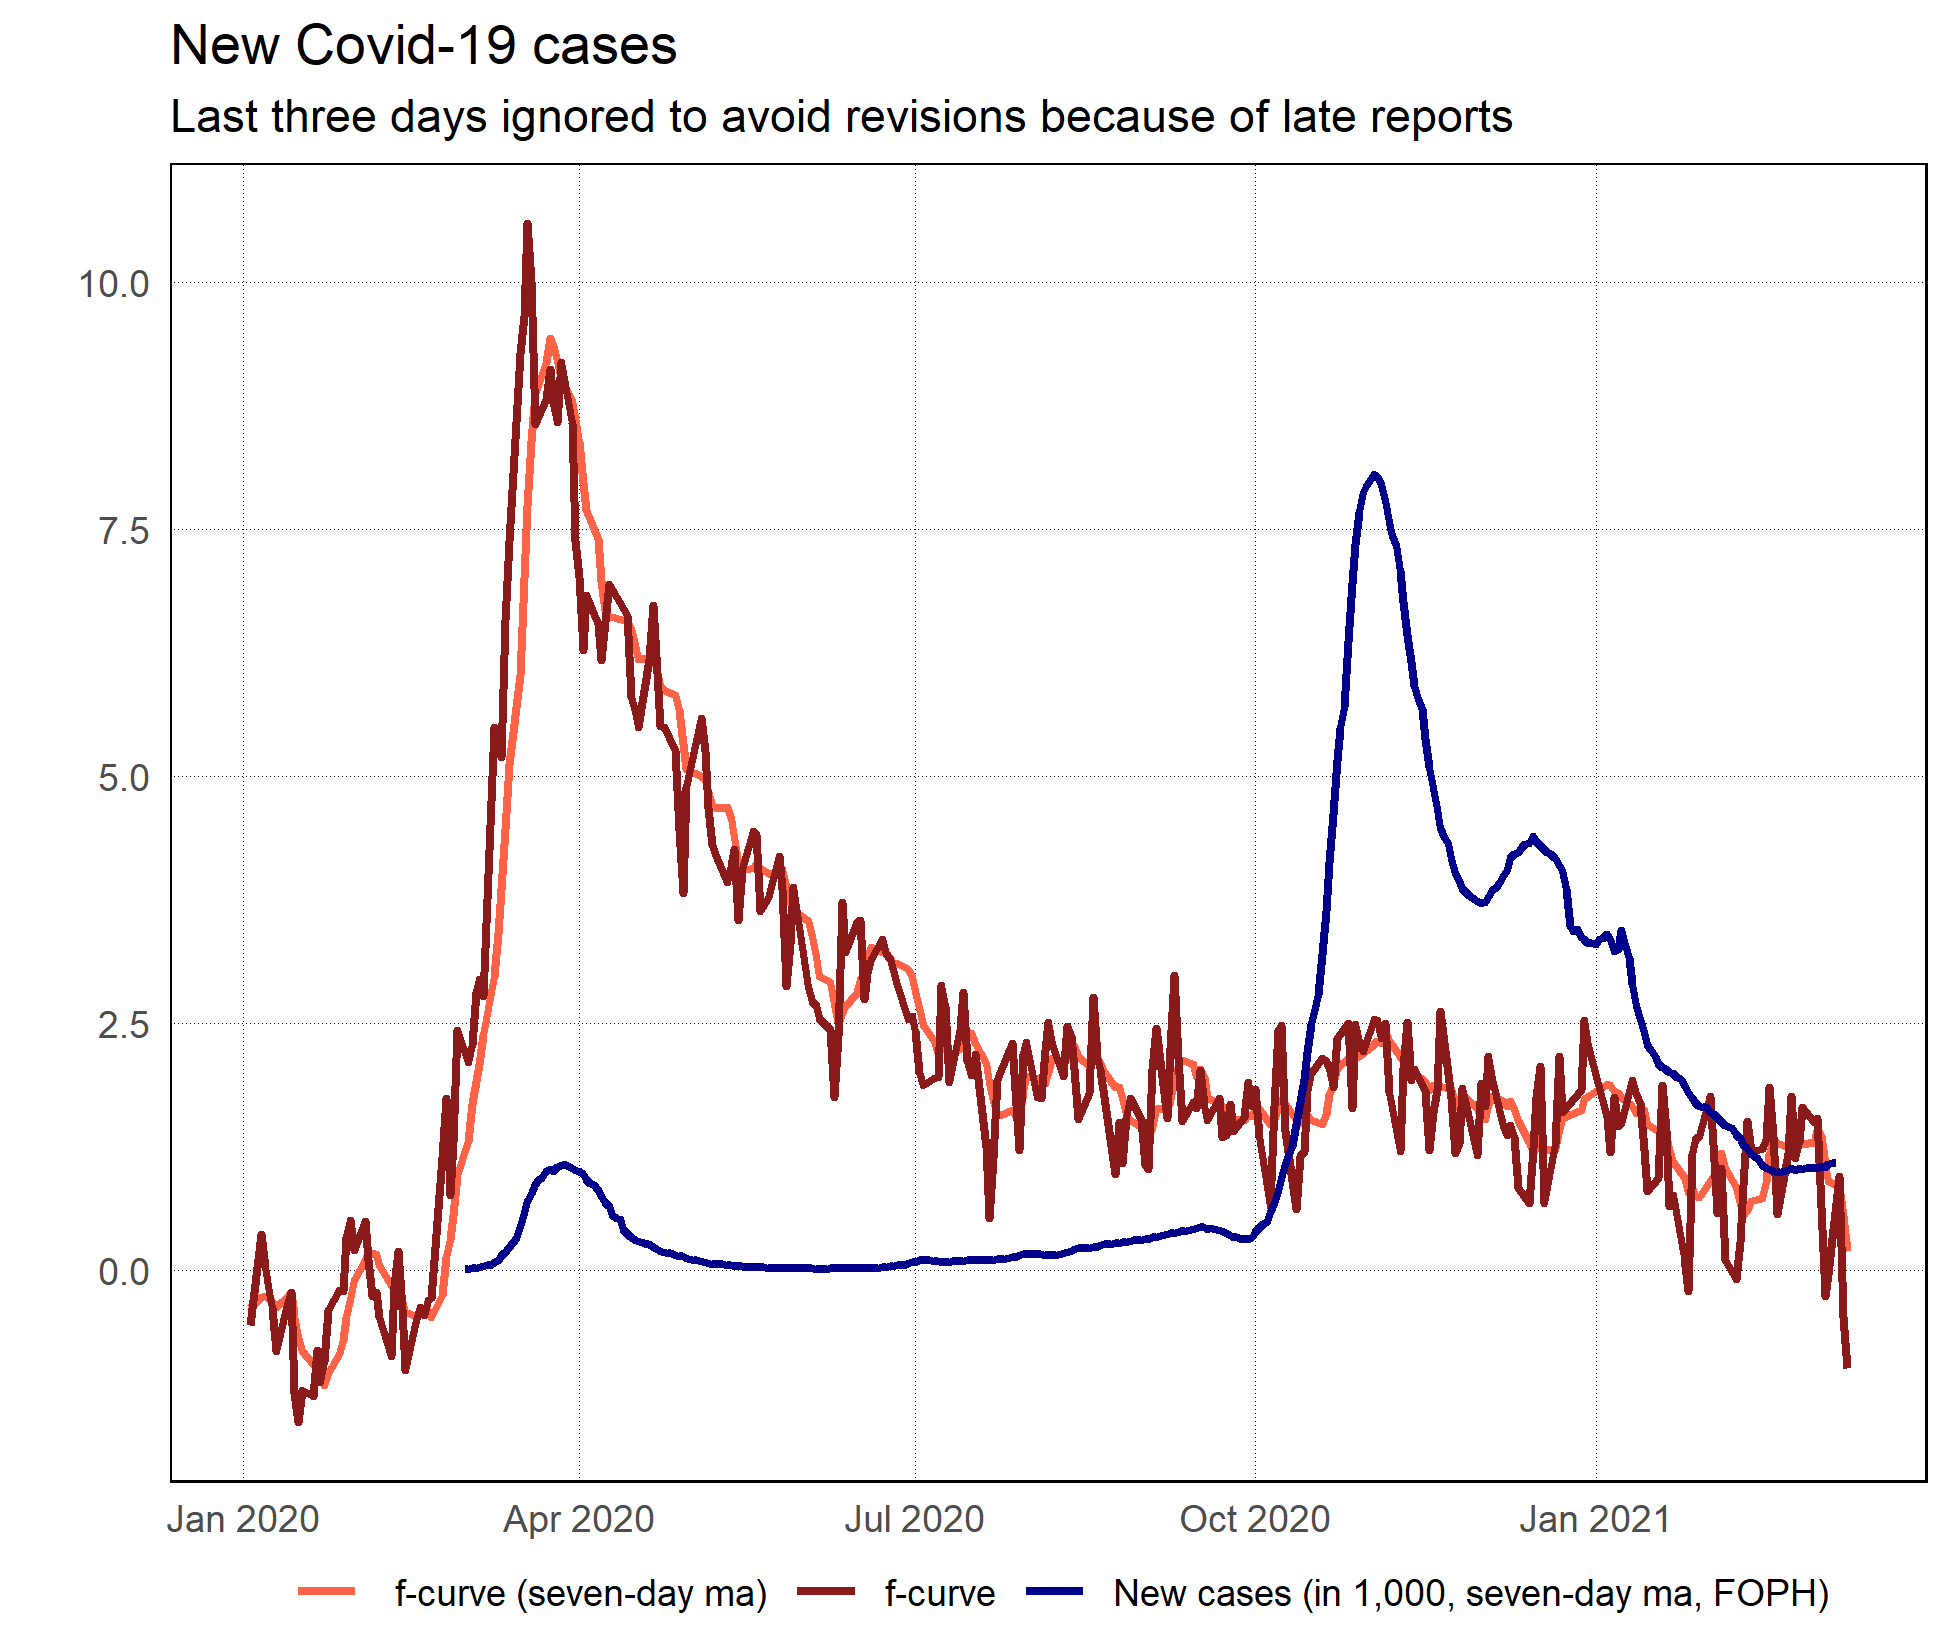 New Covid-19 cases
Last three days ignored to avoid revisions because of late reports
10.0
7.5
5.0
2.5
0.0
Jan 2020 Apr 2020 Jul 2020 Oct 2020 Jan 2021
f-curve (seven-day ma) f-curve New cases (in 1,000, seven-day ma, FOPH)